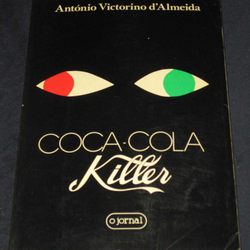 António Victorino d'Almeida
COCA-COLA
Killer
o jornal